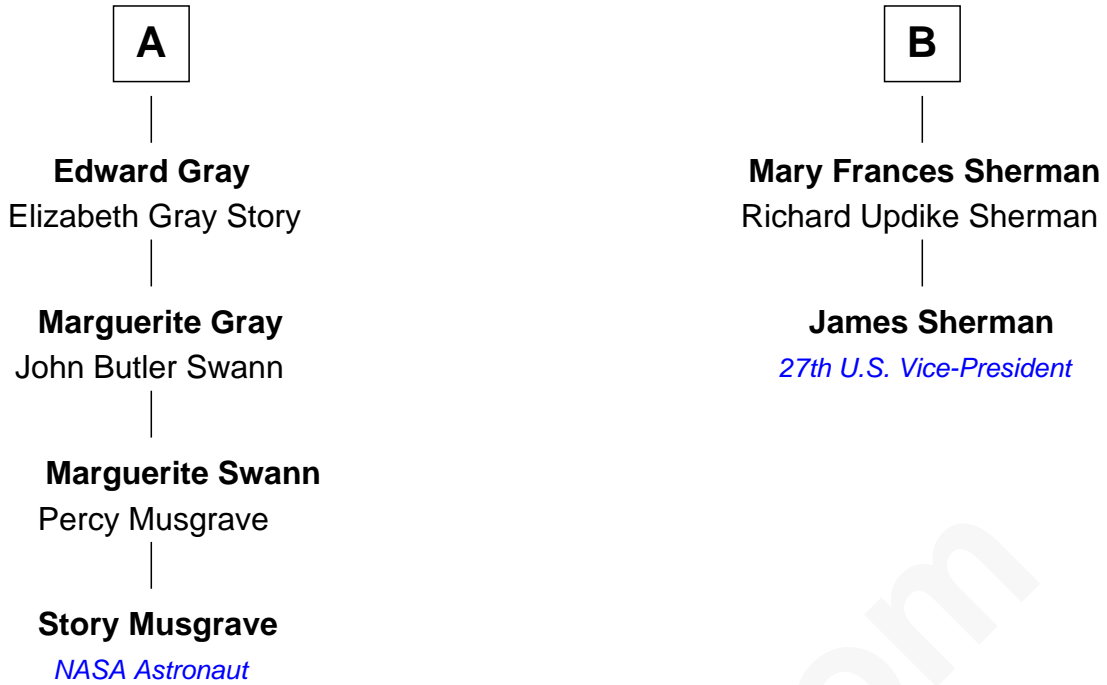 A
Edward Gray
Elizabeth Gray Story
Marguerite Gray
John Butler Swann
Marguerite Swann
Percy Musgrave
Story Musgrave
NASA Astronaut
B
Mary Frances Sherman
Richard Updike Sherman
James Sherman
27th U.S. Vice-President
om